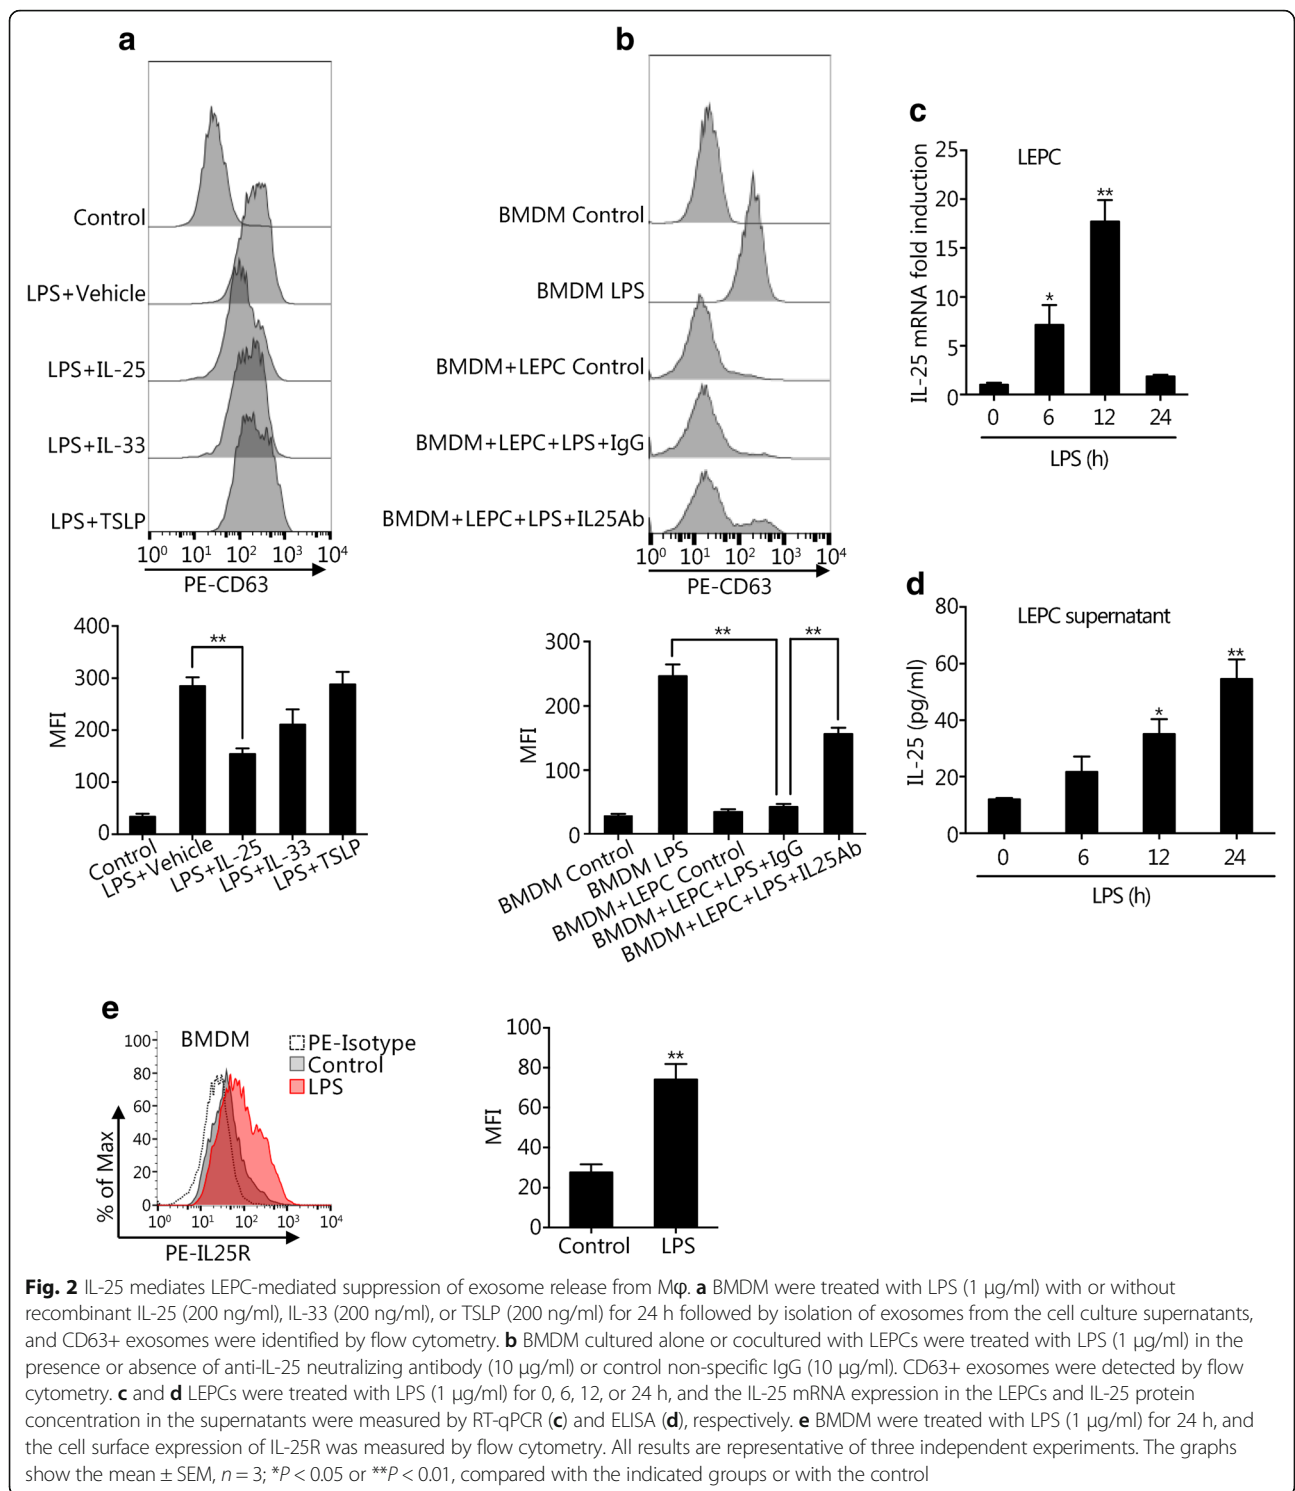 a
Control
LPS+Vehicle
LPS+IL-25
LPS+IL-33
LPS+TSLP
10⁰ 10¹ 10² 10³ 10⁴
PE-CD63
400
300
200
100
0
MFI
**
Control
LPS+Vehicle
LPS+IL-25
LPS+IL-33
LPS+TSLP
b
BMDM Control
BMDM LPS
BMDM+LEPC Control
BMDM+LEPC+LPS+IgG
BMDM+LEPC+LPS+IL25Ab
10⁰ 10¹ 10² 10³ 10⁴
PE-CD63
300
200
100
0
MFI
** **
BMDM Control
BMDM LPS
BMDM+LEPC Control
BMDM+LEPC+LPS+IgG
BMDM+LEPC+LPS+IL25Ab
c
LEPC
IL-25 mRNA fold induction
25
20
15
10
5
0
*
**
0 6 12 24
LPS (h)
d
LEPC supernatant
IL-25 (pg/ml)
80
60
40
20
0
*
**
0 6 12 24
LPS (h)
e
BMDM
PE-Isotype
Control
LPS
% of Max
100
80
60
40
20
0
10⁰ 10¹ 10² 10³ 10⁴
PE-IL25R
MFI
100
80
60
40
20
0
**
Control LPS
Fig. 2 IL-25 mediates LEPC-mediated suppression of exosome release from Mφ. a BMDM were treated with LPS (1 μg/ml) with or without
recombinant IL-25 (200 ng/ml), IL-33 (200 ng/ml), or TSLP (200 ng/ml) for 24 h followed by isolation of exosomes from the cell culture supernatants,
and CD63+ exosomes were identified by flow cytometry. b BMDM cultured alone or cocultured with LEPCs were treated with LPS (1 μg/ml) in the
presence or absence of anti-IL-25 neutralizing antibody (10 μg/ml) or control non-specific IgG (10 μg/ml). CD63+ exosomes were detected by flow
cytometry. c and d LEPCs were treated with LPS (1 μg/ml) for 0, 6, 12, or 24 h, and the IL-25 mRNA expression in the LEPCs and IL-25 protein
concentration in the supernatants were measured by RT-qPCR (c) and ELISA (d), respectively. e BMDM were treated with LPS (1 μg/ml) for 24 h, and
the cell surface expression of IL-25R was measured by flow cytometry. All results are representative of three independent experiments. The graphs
show the mean ± SEM, n = 3; *P < 0.05 or **P < 0.01, compared with the indicated groups or with the control